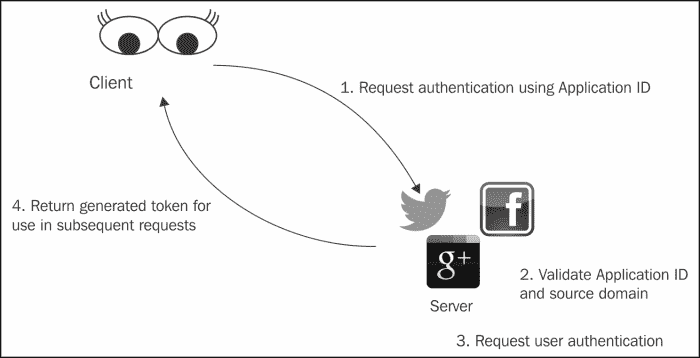 Client
1. Request authentication using Application ID
4. Return generated token for
use in subsequent requests
f
g+
Server
2. Validate Application ID
and source domain
3. Request user authentication